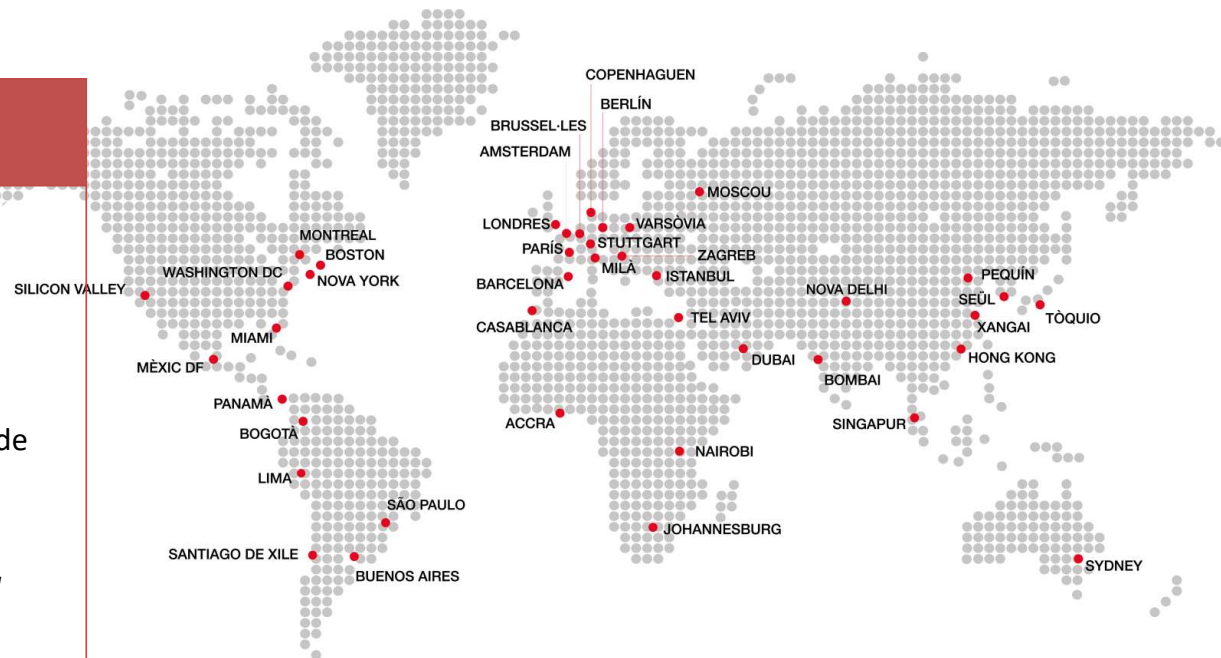 COPENHAGUEN
BERLÍN
BRUSSEL·LES
AMSTERDAM
MOSCOU
LONDRES
VARSÒVIA
MONTREAL
STUTTGART
PARÍS
BOSTON
ZAGREB
WASHINGTON DC
MILÀ
NOVA YORK
ISTANBUL
PEQUÍN
BARCELONA
SILICON VALLEY
NOVA DELHI
SEÜL
TEL AVIV
TÒQUIO
CASABLANCA
XANGAI
MIAMI
DUBAI
HONG KONG
MÈXIC DF
BOMBAI
PANAMÀ
ACCRA
SINGAPUR
BOGOTÀ
de
NAIROBI
LIMA
SÃO PAULO
JOHANNESBURG
SANTIAGO DE XILE
SYDNEY
BUENOS AIRES